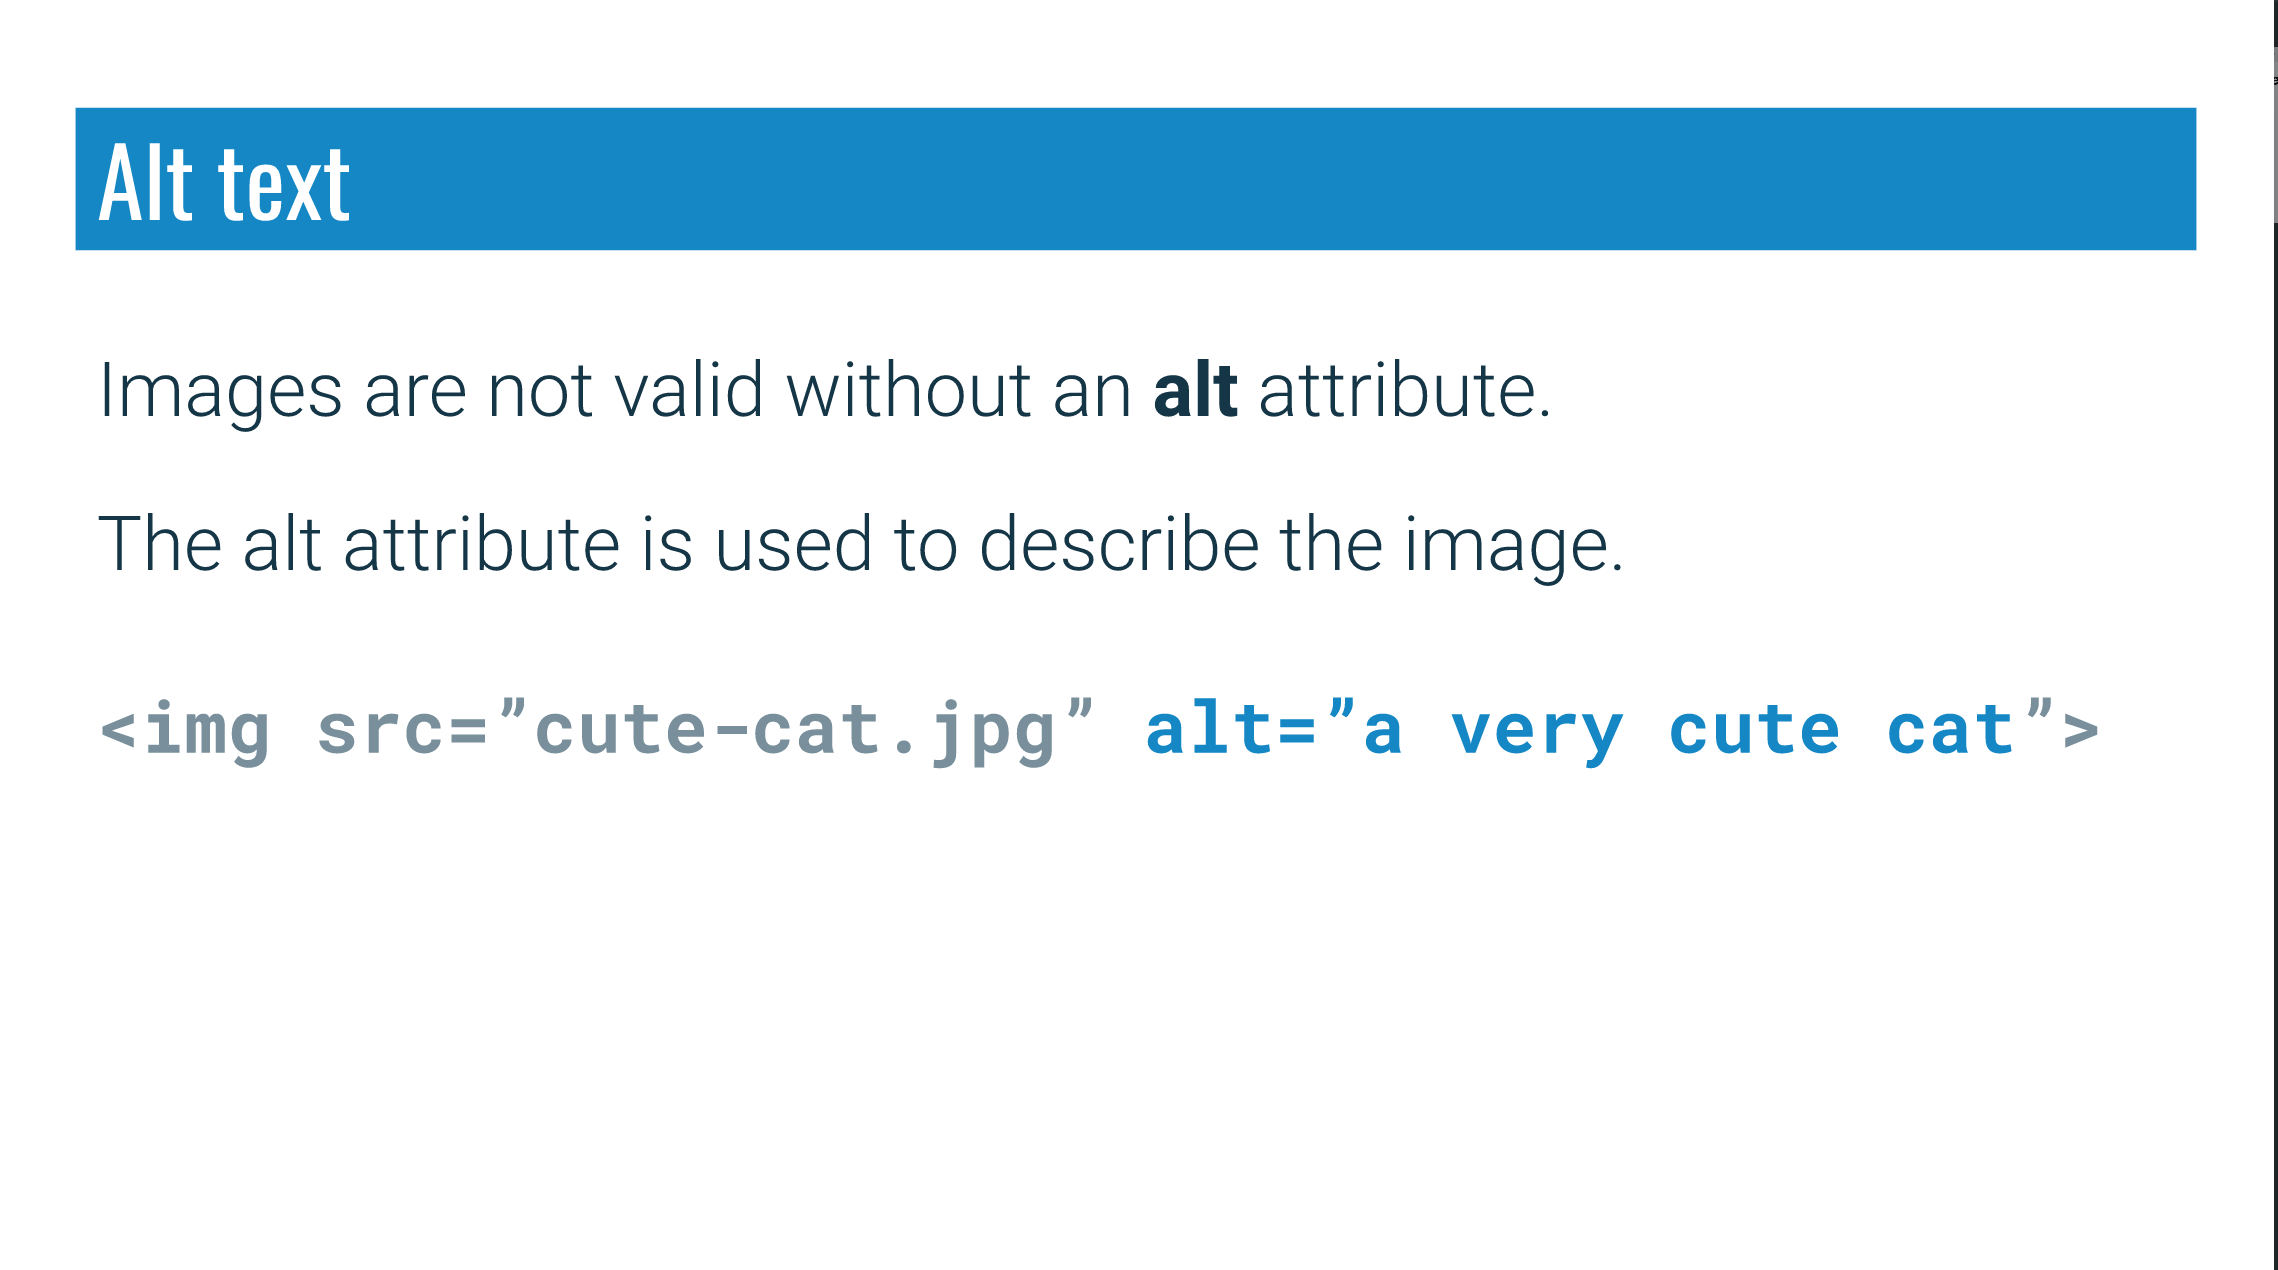 Alt text
Images are not valid without an alt attribute.
The alt attribute is used to describe the image.
<img src=”cute-cat.jpg” alt=”a very cute cat”>